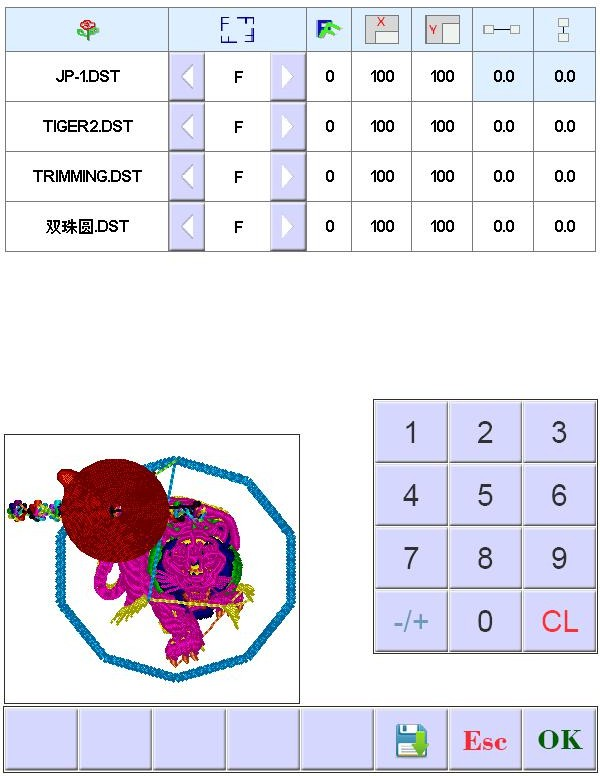 X Y
JP-1.DST F 0 100 100 0.0 0.0
TIGER2.DST F 0 100 100 0.0 0.0
TRIMMING.DST F 0 100 100 0.0 0.0
双珠圆.DST F 0 100 100 0.0 0.0
1 2 3
4 5 6
7 8 9
-/+ 0 CL
Esc OK